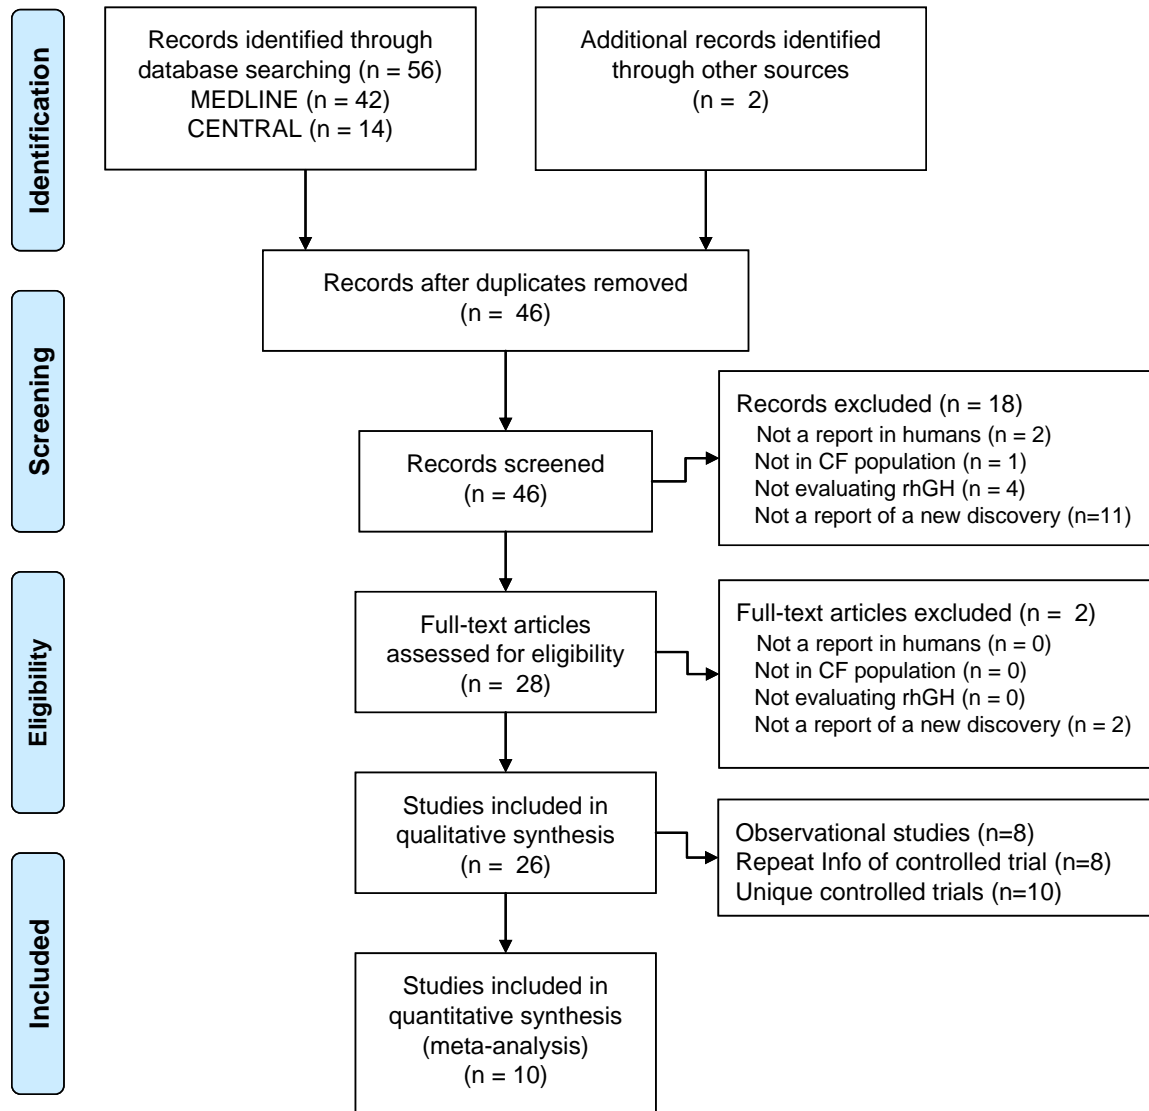 Identification
Records identified through
database searching (n = 56)
MEDLINE (n = 42)
CENTRAL (n = 14)
Additional records identified
through other sources
(n = 2)
Records after duplicates removed
(n = 46)
Screening
Records screened
(n = 46)
Records excluded (n = 18)
Not a report in humans (n = 2)
Not in CF population (n = 1)
Not evaluating rhGH (n = 4)
Not a report of a new discovery (n=11)
Eligibility
Full-text articles
assessed for eligibility
(n = 28)
Full-text articles excluded (n = 2)
Not a report in humans (n = 0)
Not in CF population (n = 0)
Not evaluating rhGH (n = 0)
Not a report of a new discovery (n = 2)
Studies included in
qualitative synthesis
(n = 26)
Observational studies (n=8)
Repeat Info of controlled trial (n=8)
Unique controlled trials (n=10)
Included
Studies included in
quantitative synthesis
(meta-analysis)
(n = 10)